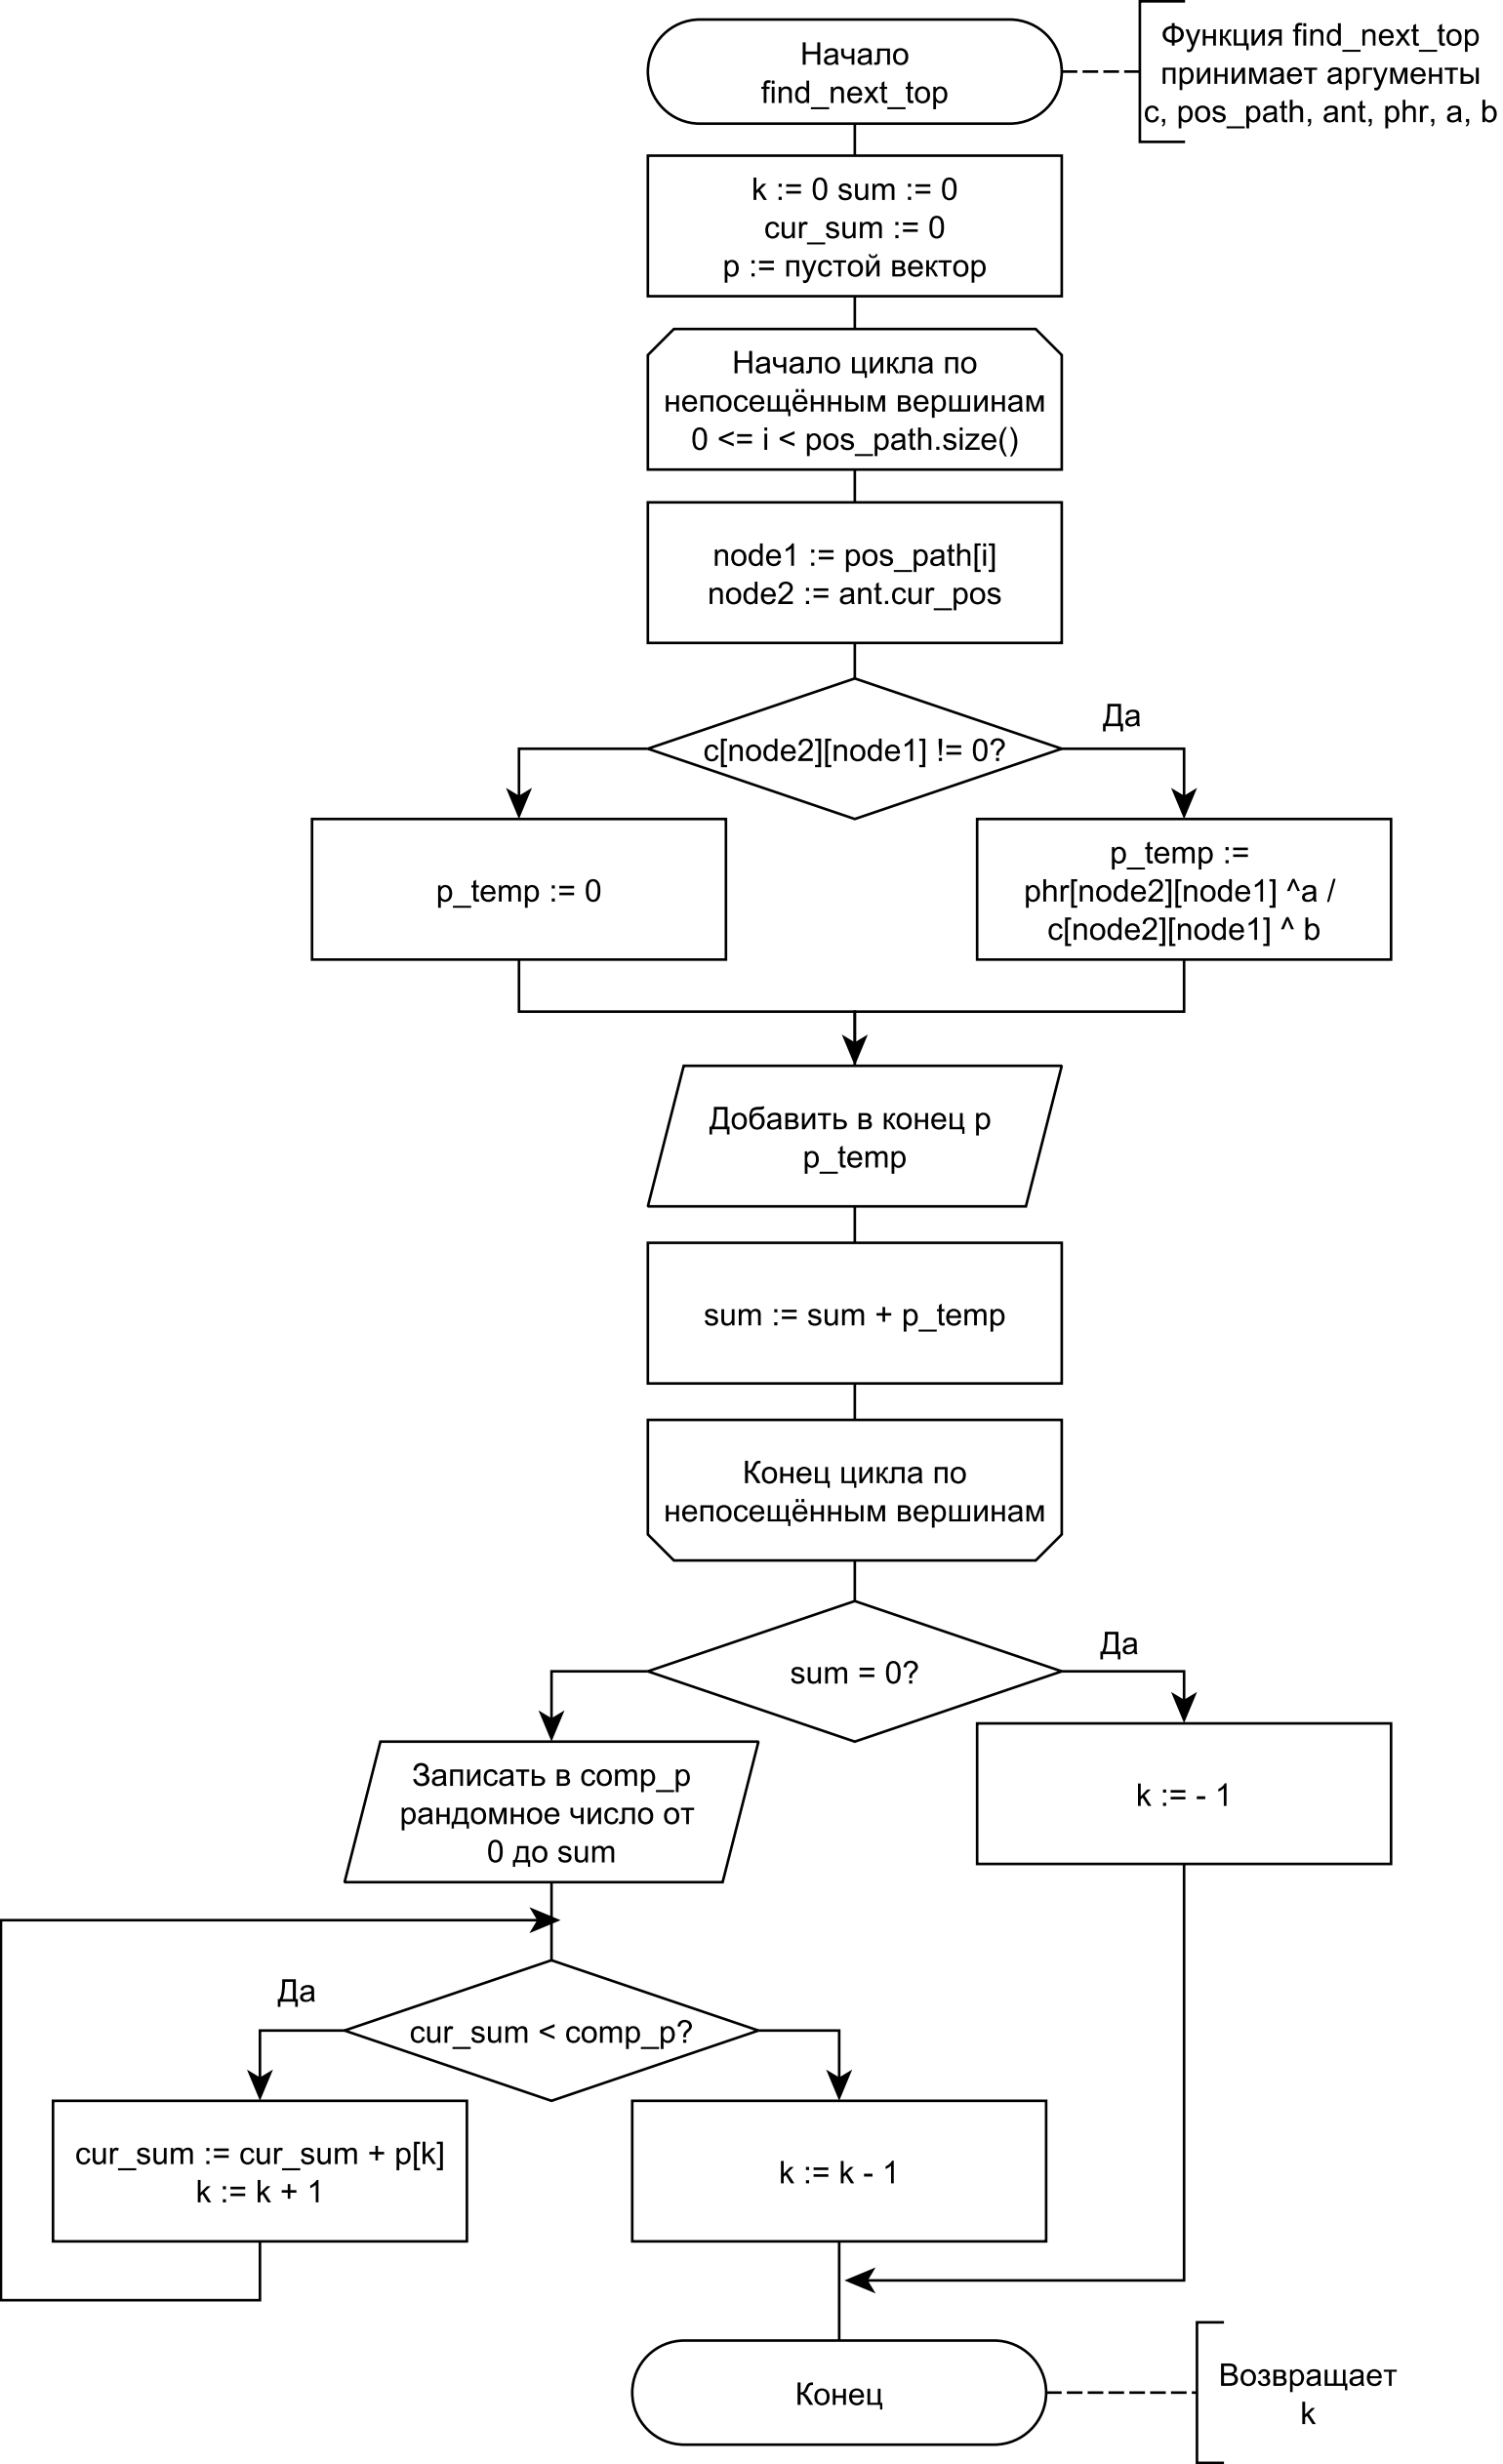 Начало
find_next_top
Функция find_next_top
принимает аргументы
c, pos_path, ant, phr, a, b
k := 0 sum := 0
cur_sum := 0
p := пустой вектор
Начало цикла по
непосещённым вершинам
0 <= i < pos_path.size()
node1 := pos_path[i]
node2 := ant.cur_pos
c[node2][node1] != 0?
Да
p_temp := 0
p_temp :=
phr[node2][node1] ^a /
c[node2][node1] ^ b
Добавить в конец p
p_temp
sum := sum + p_temp
Конец цикла по
непосещённым вершинам
sum = 0?
Да
Записать в comp_p
рандомное число от
0 до sum
k := - 1
Да
cur_sum < comp_p?
cur_sum := cur_sum + p[k]
k := k + 1
k := k - 1
Конец
Возвращает
k